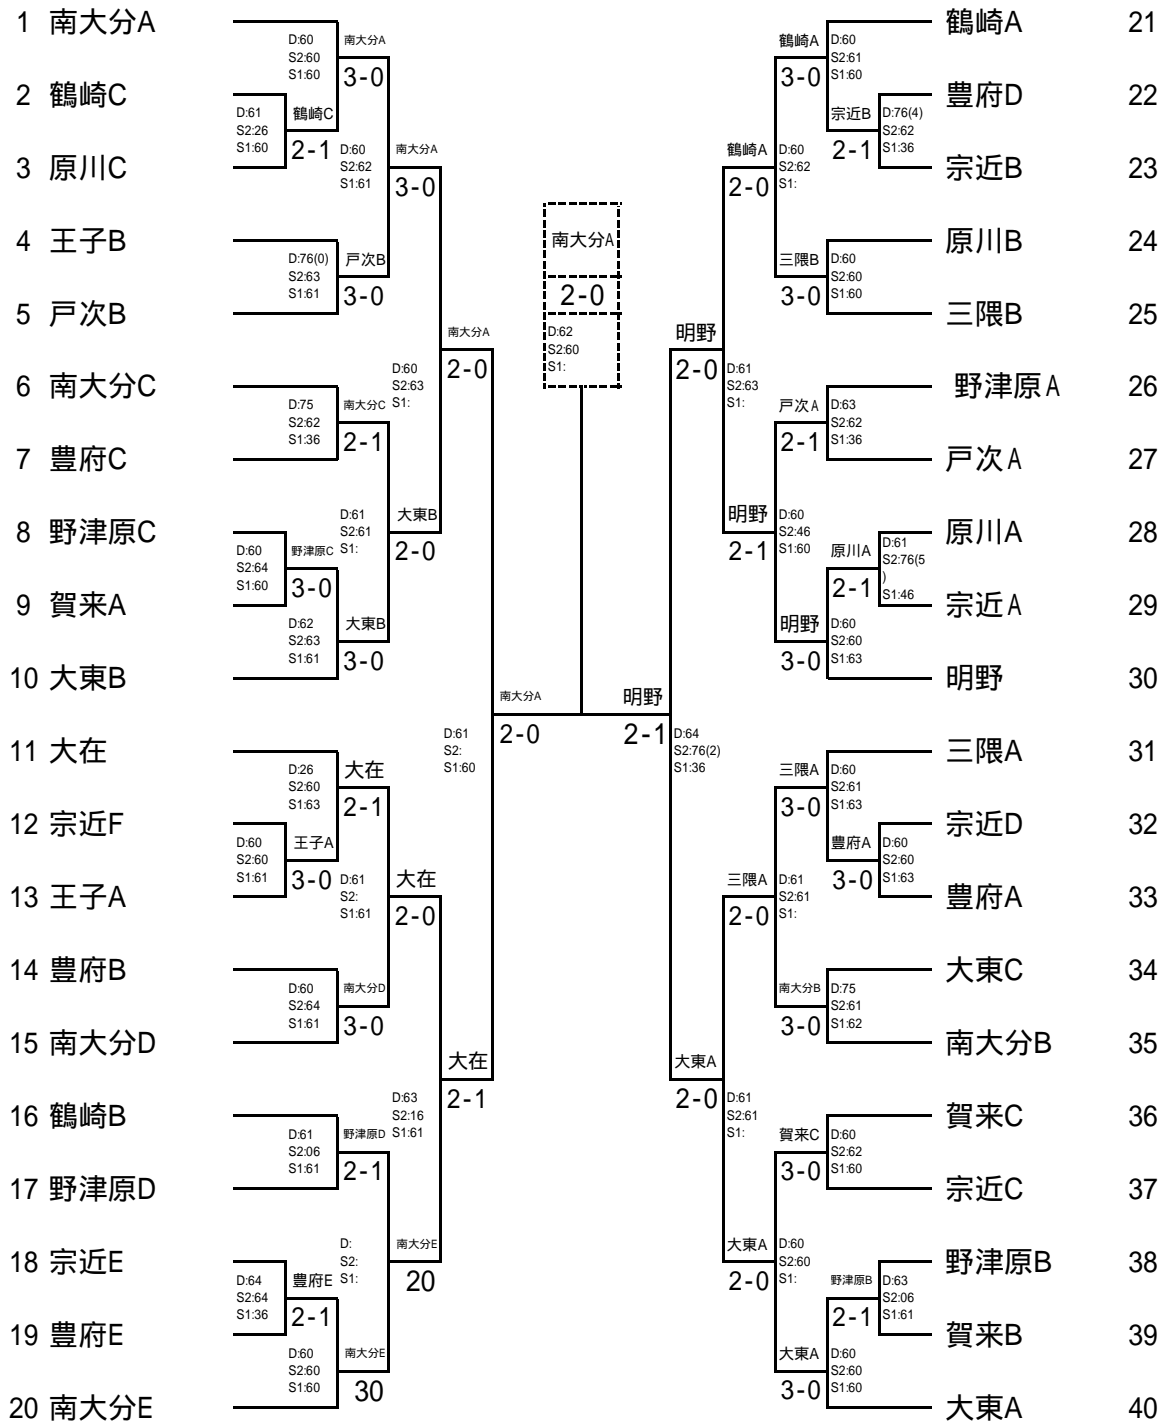 1 南大分A
D:60
S2:60
S1:60
南大分A
3-0
2 鶴崎C
D:61
S2:26
S1:60
鶴崎C
2-1
3 原川C
D:60
S2:62
S1:61
南大分A
3-0
4 王子B
D:76(0)
S2:63
S1:61
戸次B
3-0
5 戸次B
D:60
S2:63
S1:
南大分A
2-0
6 南大分C
D:75
S2:62
S1:36
南大分C
2-1
7 豊府C
D:61
S2:61
S1:
大東B
2-0
8 野津原C
D:60
S2:64
S1:60
野津原C
3-0
9 賀来A
D:62
S2:63
S1:61
大東B
3-0
10 大東B
D:61
S2:
S1:60
南大分A
2-0
11 大在
D:26
S2:60
S1:63
大在
2-1
12 宗近F
D:60
S2:60
S1:61
王子A
3-0
13 王子A
D:61
S2:
S1:61
大在
2-0
14 豊府B
D:60
S2:64
S1:61
南大分D
3-0
15 南大分D
D:63
S2:16
S1:61
大在
2-1
16 鶴崎B
D:61
S2:06
S1:61
野津原D
2-1
17 野津原D
D:
S2:
S1:
南大分E
20
18 宗近E
D:64
S2:64
S1:36
豊府E
2-1
19 豊府E
D:60
S2:60
S1:60
南大分E
30
20 南大分E
南大分A
2-0
D:62
S2:60
S1:
鶴崎A 21
鶴崎A
3-0
D:60
S2:61
S1:60
豊府D 22
宗近B
2-1
D:76(4)
S2:62
S1:36
宗近B 23
鶴崎A
2-0
D:60
S2:62
S1:
原川B 24
三隈B
3-0
D:60
S2:60
S1:60
三隈B 25
明野
2-0
D:61
S2:63
S1:
野津原A 26
戸次A
2-1
D:63
S2:62
S1:36
戸次A 27
明野
2-1
D:60
S2:46
S1:60
原川A 28
原川A
2-1
D:61
S2:76(5
)
S1:46
宗近A 29
明野
3-0
D:60
S2:60
S1:63
明野 30
明野
2-1
D:64
S2:76(2)
S1:36
三隈A 31
三隈A
3-0
D:60
S2:61
S1:63
宗近D 32
豊府A
3-0
D:60
S2:60
S1:63
豊府A 33
三隈A
2-0
D:61
S2:61
S1:
大東C 34
南大分B
3-0
D:75
S2:61
S1:62
南大分B 35
大東A
2-0
D:61
S2:61
S1:
賀来C 36
賀来C
3-0
D:60
S2:62
S1:60
宗近C 37
大東A
2-0
D:60
S2:60
S1:
野津原B 38
野津原B
2-1
D:63
S2:06
S1:61
賀来B 39
大東A
3-0
D:60
S2:60
S1:60
大東A 40